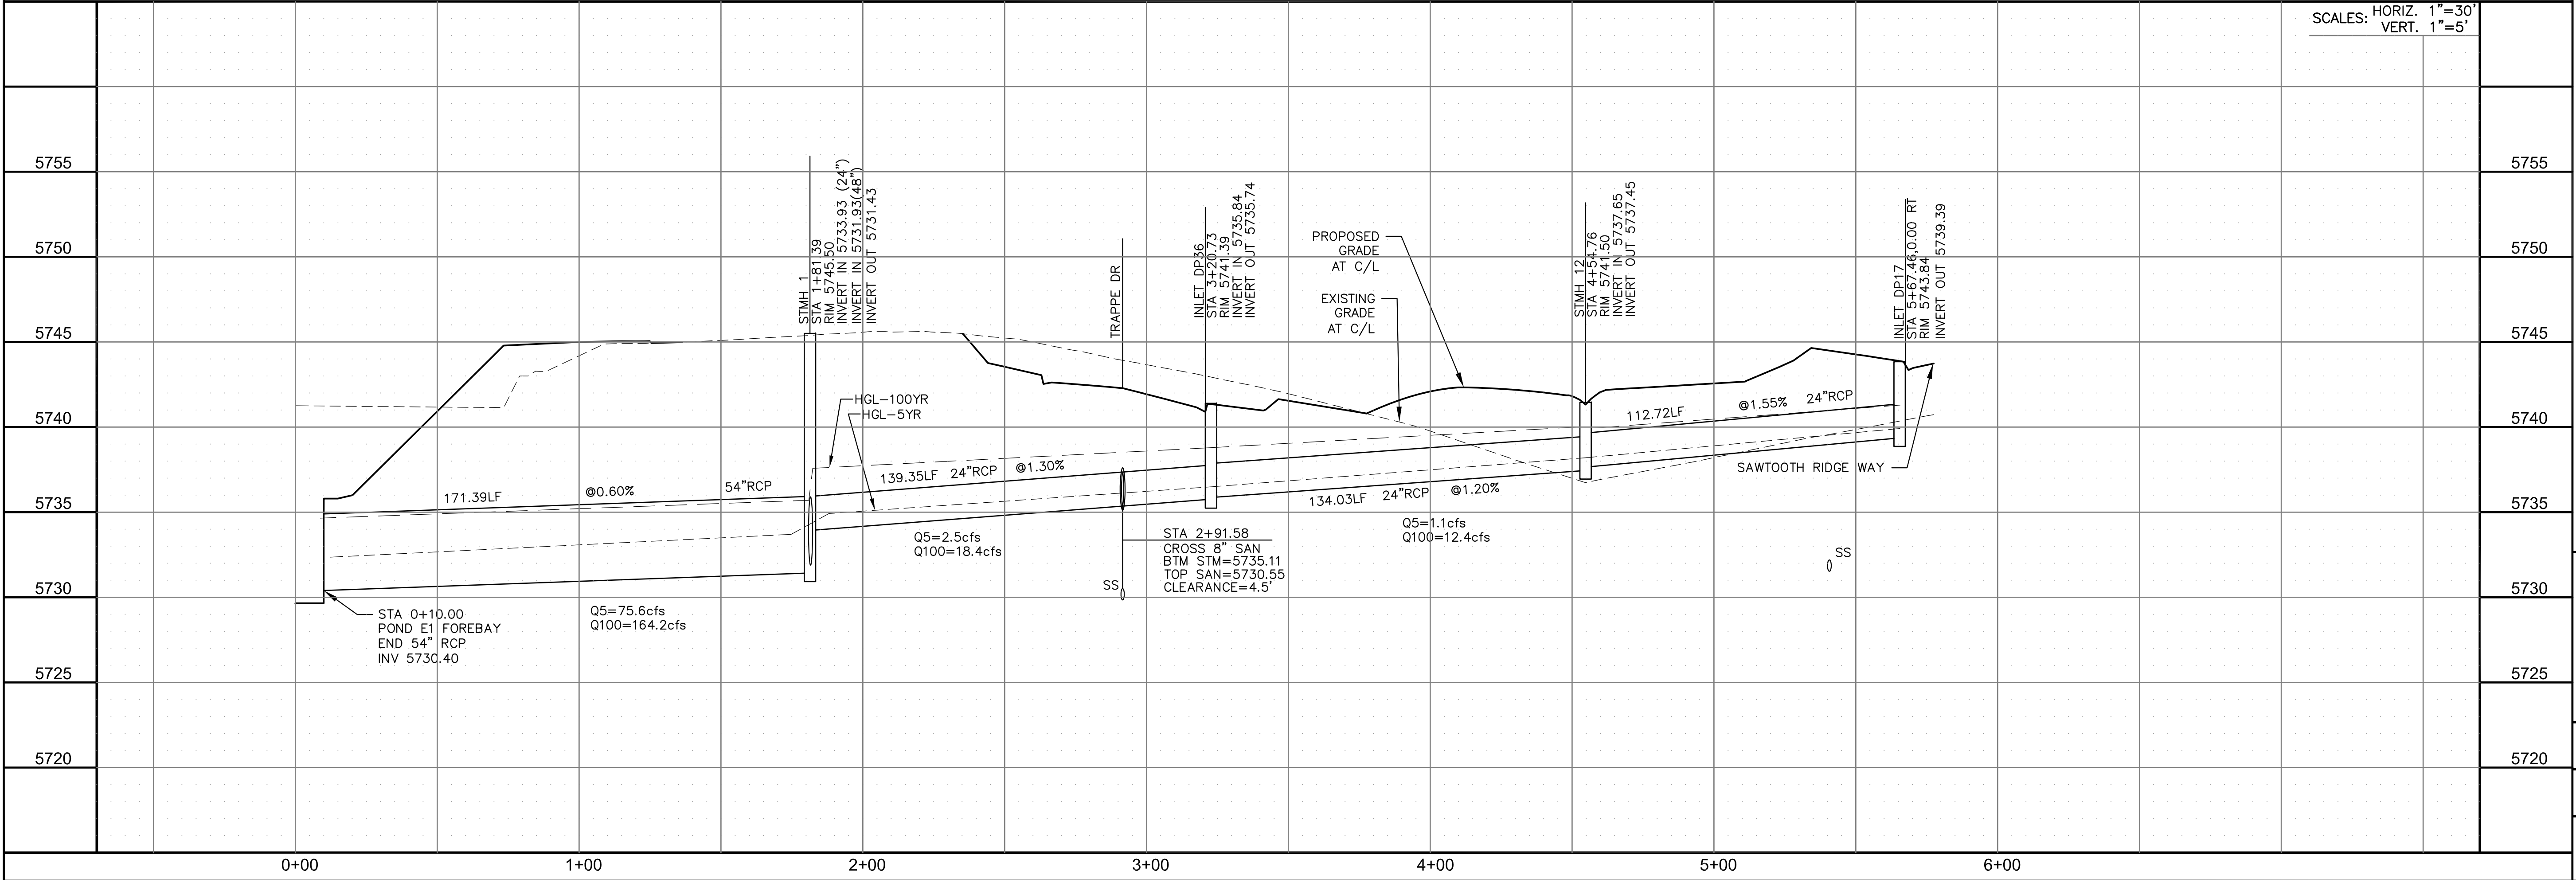 SCALES: HORIZ. 1"=30'
VERT. 1"=5'
5755
5750
5745
5740
5735
5730
5725
5720
5755
5750
5745
5740
5735
5730
5725
5720
STMH 1
STA 1+81.39
RIM 5745.50
INVERT IN 5733.93 (24")
INVERT IN 5731.93(48")
INVERT OUT 5731.43
TRAPPE DR
INLET DP36
STA 3+20.73
RIM 5741.39
INVERT IN 5735.84
INVERT OUT 5735.74
PROPOSED
GRADE
AT C/L
EXISTING
GRADE
AT C/L
STMH 12
STA 4+54.76
RIM 5741.50
INVERT IN 5737.65
INVERT OUT 5737.45
INLET DP17
STA 5+67.46,0.00 RT
RIM 5743.84
INVERT OUT 5739.39
HGL-100YR
HGL-5YR
171.39LF @0.60% 54"RCP
139.35LF 24"RCP @1.30%
134.03LF 24"RCP @1.20%
112.72LF @1.55% 24"RCP
SAWTOOTH RIDGE WAY
Q5=2.5cfs
Q100=18.4cfs
STA 2+91.58
CROSS 8" SAN
BTM STM=5735.11
TOP SAN=5730.55
CLEARANCE=4.5'
SS
Q5=1.1cfs
Q100=12.4cfs
SS
STA 0+10.00
POND E1 FOREBAY
END 54" RCP
INV 5730.40
Q5=75.6cfs
Q100=164.2cfs
0+00 1+00 2+00 3+00 4+00 5+00 6+00